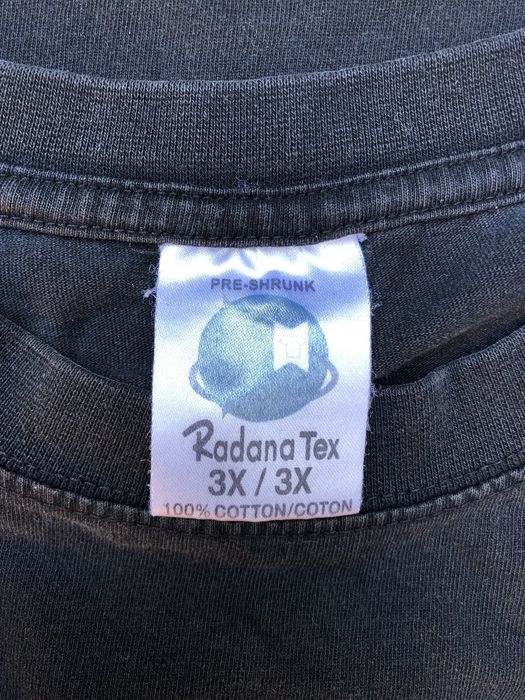 PRE-SHRUNK
Radana Tex
3X / 3X
100% COTTON/COTON